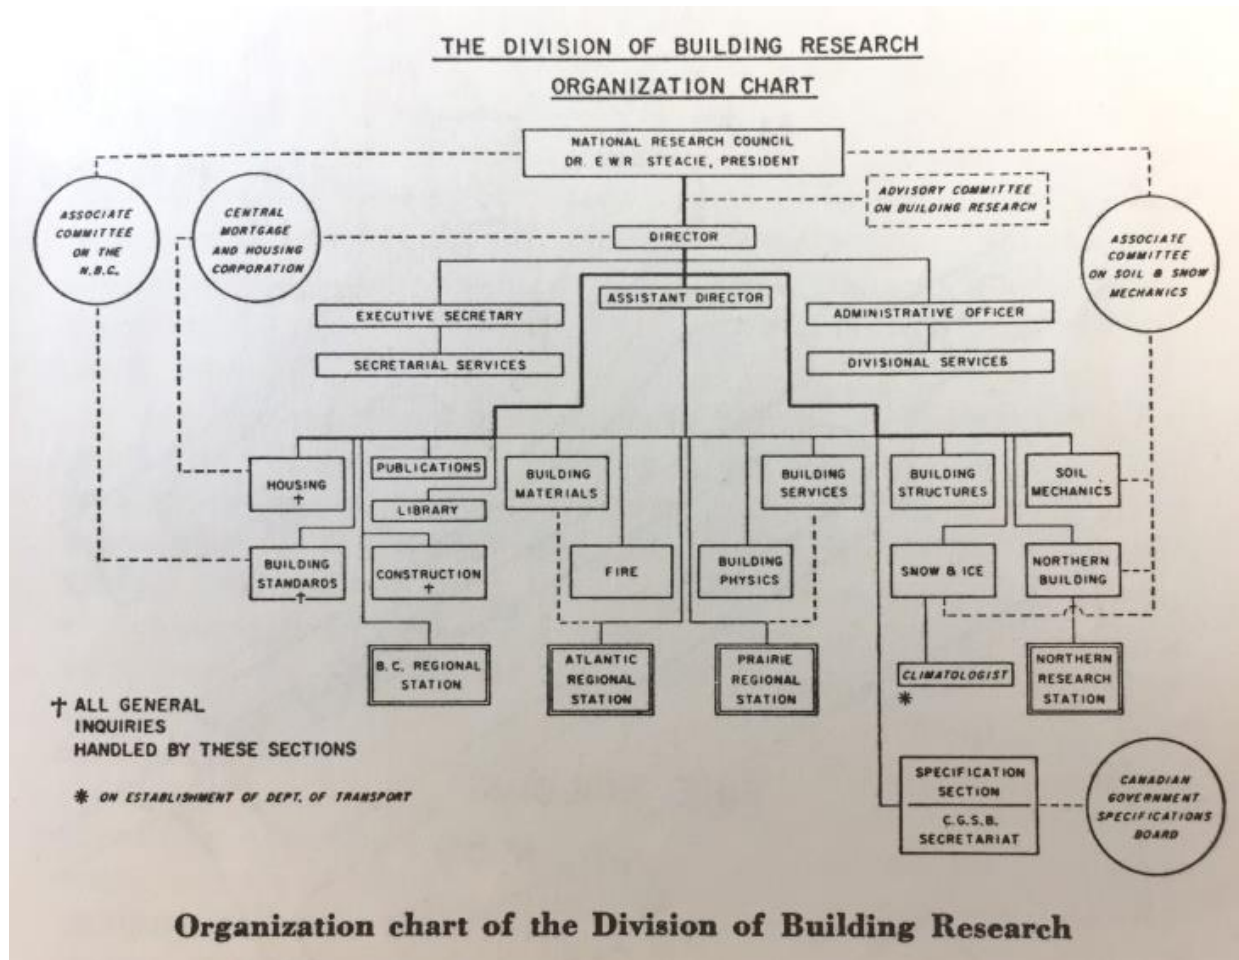 THE DIVISION OF BUILDING RESEARCH
ORGANIZATION CHART
NATIONAL RESEARCH COUNCIL
DR. E W R STEACIE, PRESIDENT
ADVISORY COMMITTEE
ON BUILDING RESEARCH
ASSOCIATE
COMMITTEE
ON THE
N.B.C.
CENTRAL
MORTGAGE
AND HOUSING
CORPORATION
DIRECTOR
ASSOCIATE
COMMITTEE
ON SOIL & SNOW
MECHANICS
ASSISTANT DIRECTOR
EXECUTIVE SECRETARY
ADMINISTRATIVE OFFICER
SECRETARIAL SERVICES
DIVISIONAL SERVICES
HOUSING
†
PUBLICATIONS
LIBRARY
BUILDING
MATERIALS
BUILDING
SERVICES
BUILDING
STRUCTURES
SOIL
MECHANICS
BUILDING
STANDARDS
†
CONSTRUCTION
†
FIRE
BUILDING
PHYSICS
SNOW & ICE
NORTHERN
BUILDING
B.C. REGIONAL
STATION
ATLANTIC
REGIONAL
STATION
PRAIRIE
REGIONAL
STATION
CLIMATOLOGIST
*
NORTHERN
RESEARCH
STATION
† ALL GENERAL
INQUIRIES
HANDLED BY THESE SECTIONS
* ON ESTABLISHMENT OF DEPT. OF TRANSPORT
SPECIFICATION
SECTION
C.G.S.B.
SECRETARIAT
CANADIAN
GOVERNMENT
SPECIFICATIONS
BOARD
Organization chart of the Division of Building Research